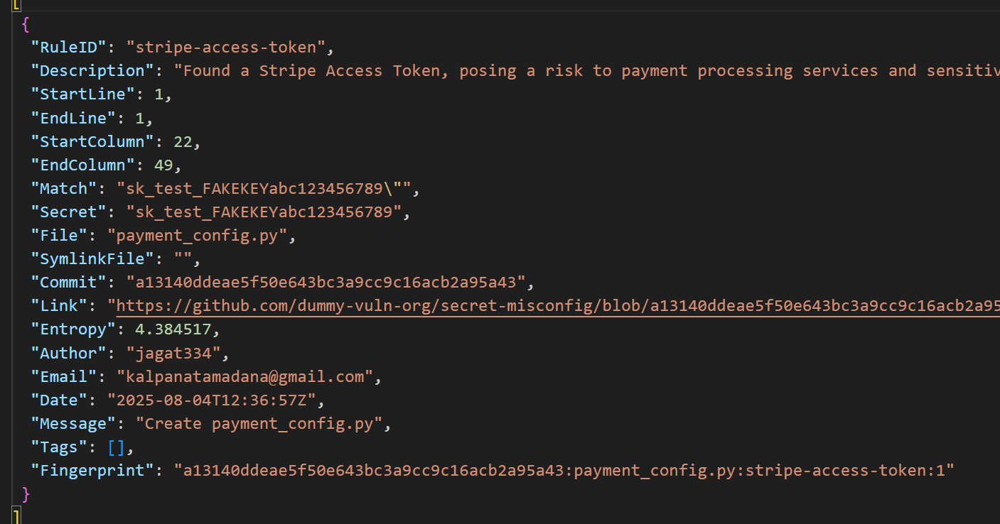 [
{
"RuleID": "stripe-access-token",
"Description": "Found a Stripe Access Token, posing a risk to payment processing services and sensitiv
"StartLine": 1,
"EndLine": 1,
"StartColumn": 22,
"EndColumn": 49,
"Match": "sk_test_FAKEKEYabc123456789\"",
"Secret": "sk_test_FAKEKEYabc123456789",
"File": "payment_config.py",
"SymlinkFile": "",
"Commit": "a13140ddeae5f50e643bc3a9cc9c16acb2a95a43",
"Link": "https://github.com/dummy-vuln-org/secret-misconfig/blob/a13140ddeae5f50e643bc3a9cc9c16acb2a95
"Entropy": 4.384517,
"Author": "jagat334",
"Email": "kalpanatamadana@gmail.com",
"Date": "2025-08-04T12:36:57Z",
"Message": "Create payment_config.py",
"Tags": [],
"Fingerprint": "a13140ddeae5f50e643bc3a9cc9c16acb2a95a43:payment_config.py:stripe-access-token:1"
}
]